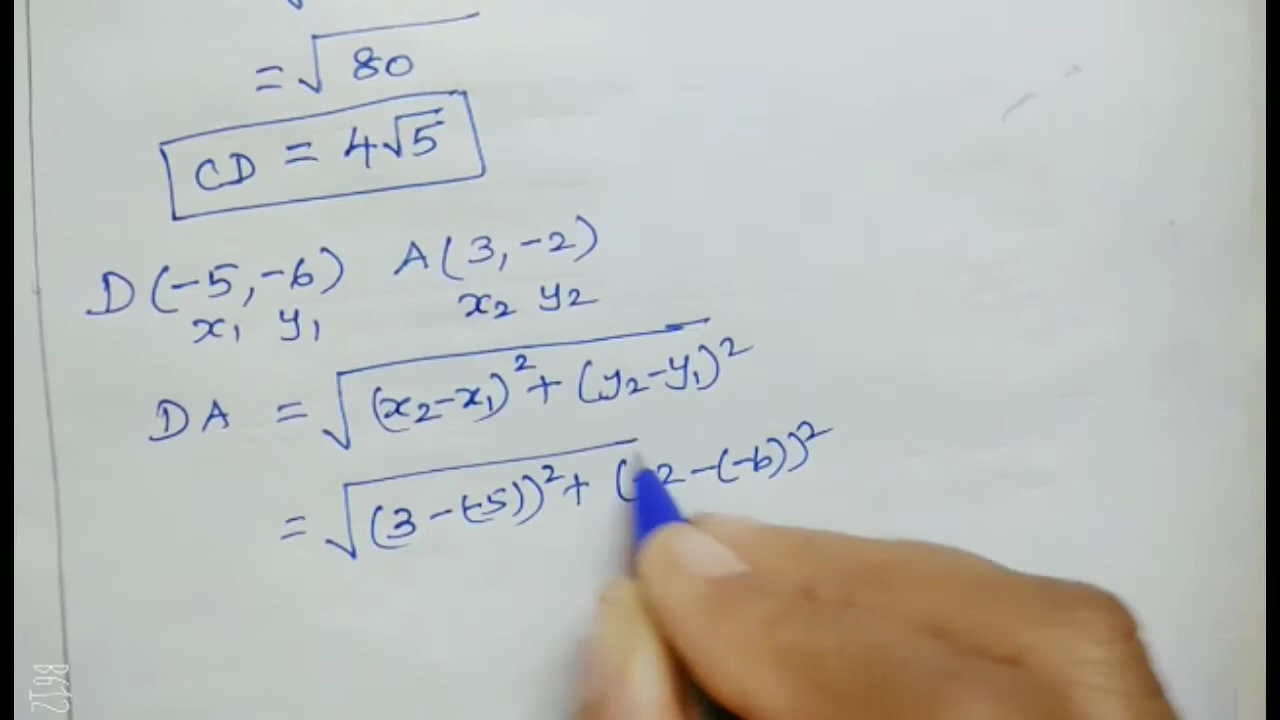 = √80
CD = 4√5
D(-5,-6) A(3,-2)
x₁ y₁ x₂ y₂
DA = √(x₂-x₁)²+(y₂-y₁)²
= √(3-(-5))²+(-2-(-6))²